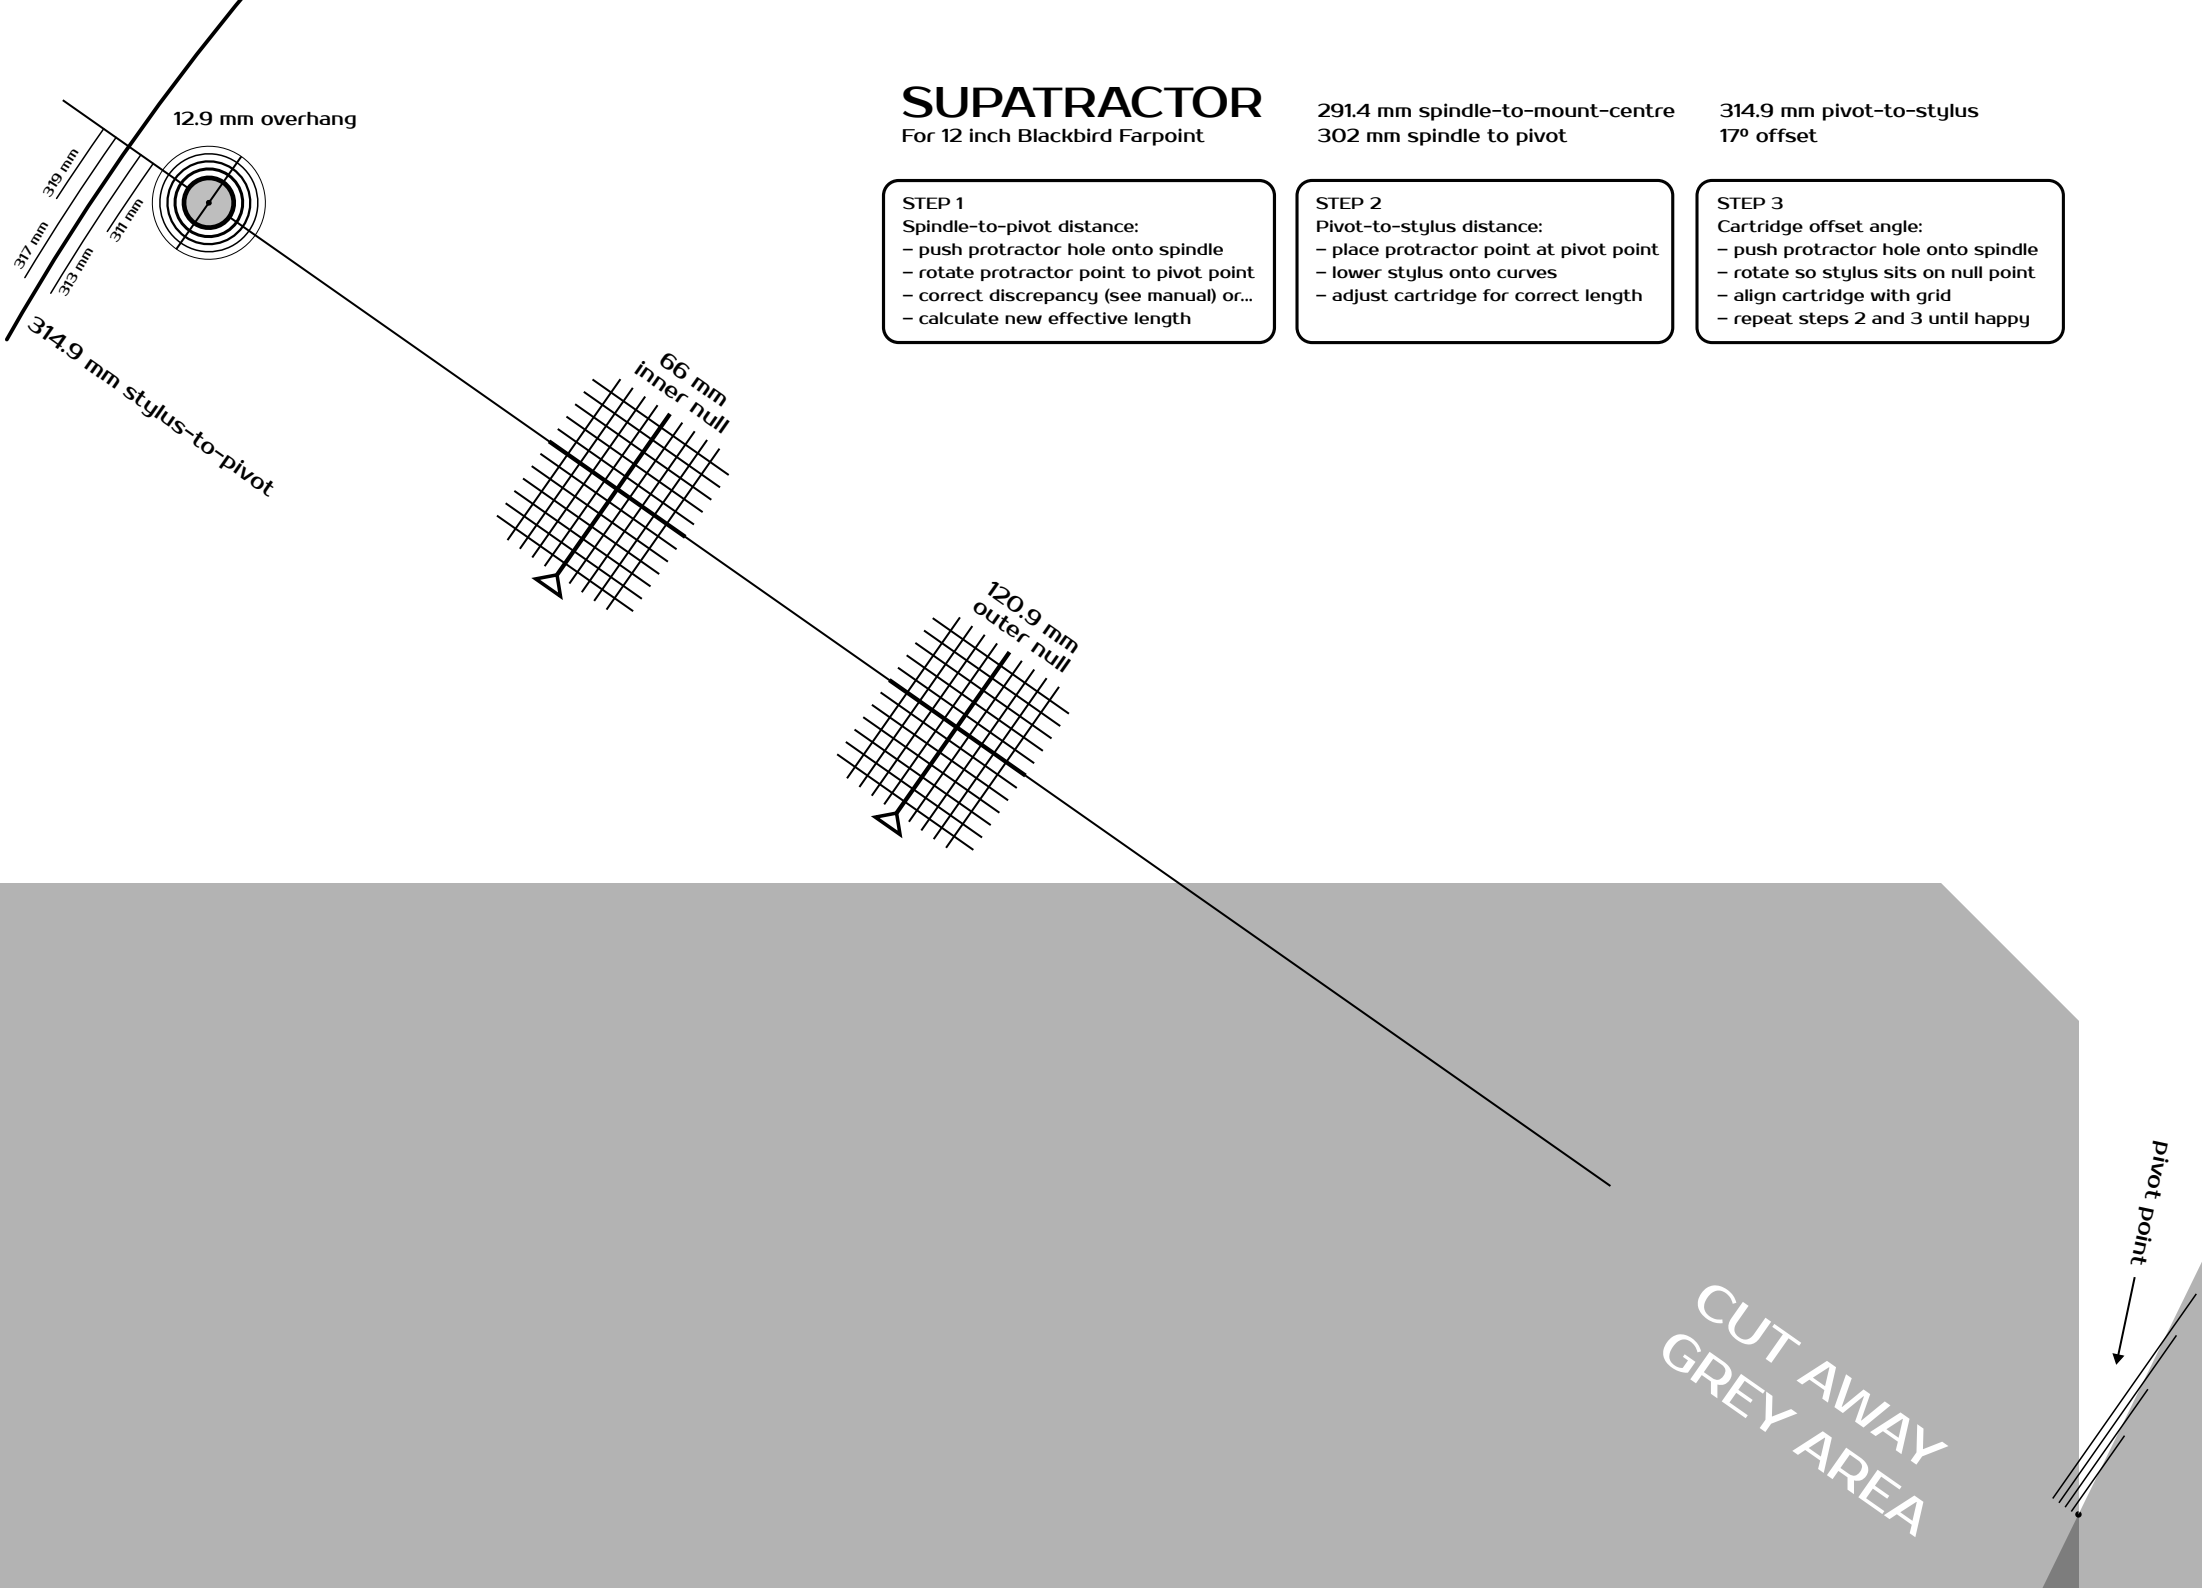 12.9 mm overhang
319 mm
317 mm
311 mm
313 mm
314.9 mm stylus-to-pivot
SUPATRACTOR
For 12 inch Blackbird Farpoint
291.4 mm spindle-to-mount-centre
302 mm spindle to pivot
314.9 mm pivot-to-stylus
17º offset
STEP 1
Spindle-to-pivot distance:
– push protractor hole onto spindle
– rotate protractor point to pivot point
– correct discrepancy (see manual) or...
– calculate new effective length
STEP 2
Pivot-to-stylus distance:
– place protractor point at pivot point
– lower stylus onto curves
– adjust cartridge for correct length
STEP 3
Cartridge offset angle:
– push protractor hole onto spindle
– rotate so stylus sits on null point
– align cartridge with grid
– repeat steps 2 and 3 until happy
66 mm
inner null
120.9 mm
outer null
pivot point
CUT AWAY
GREY AREA